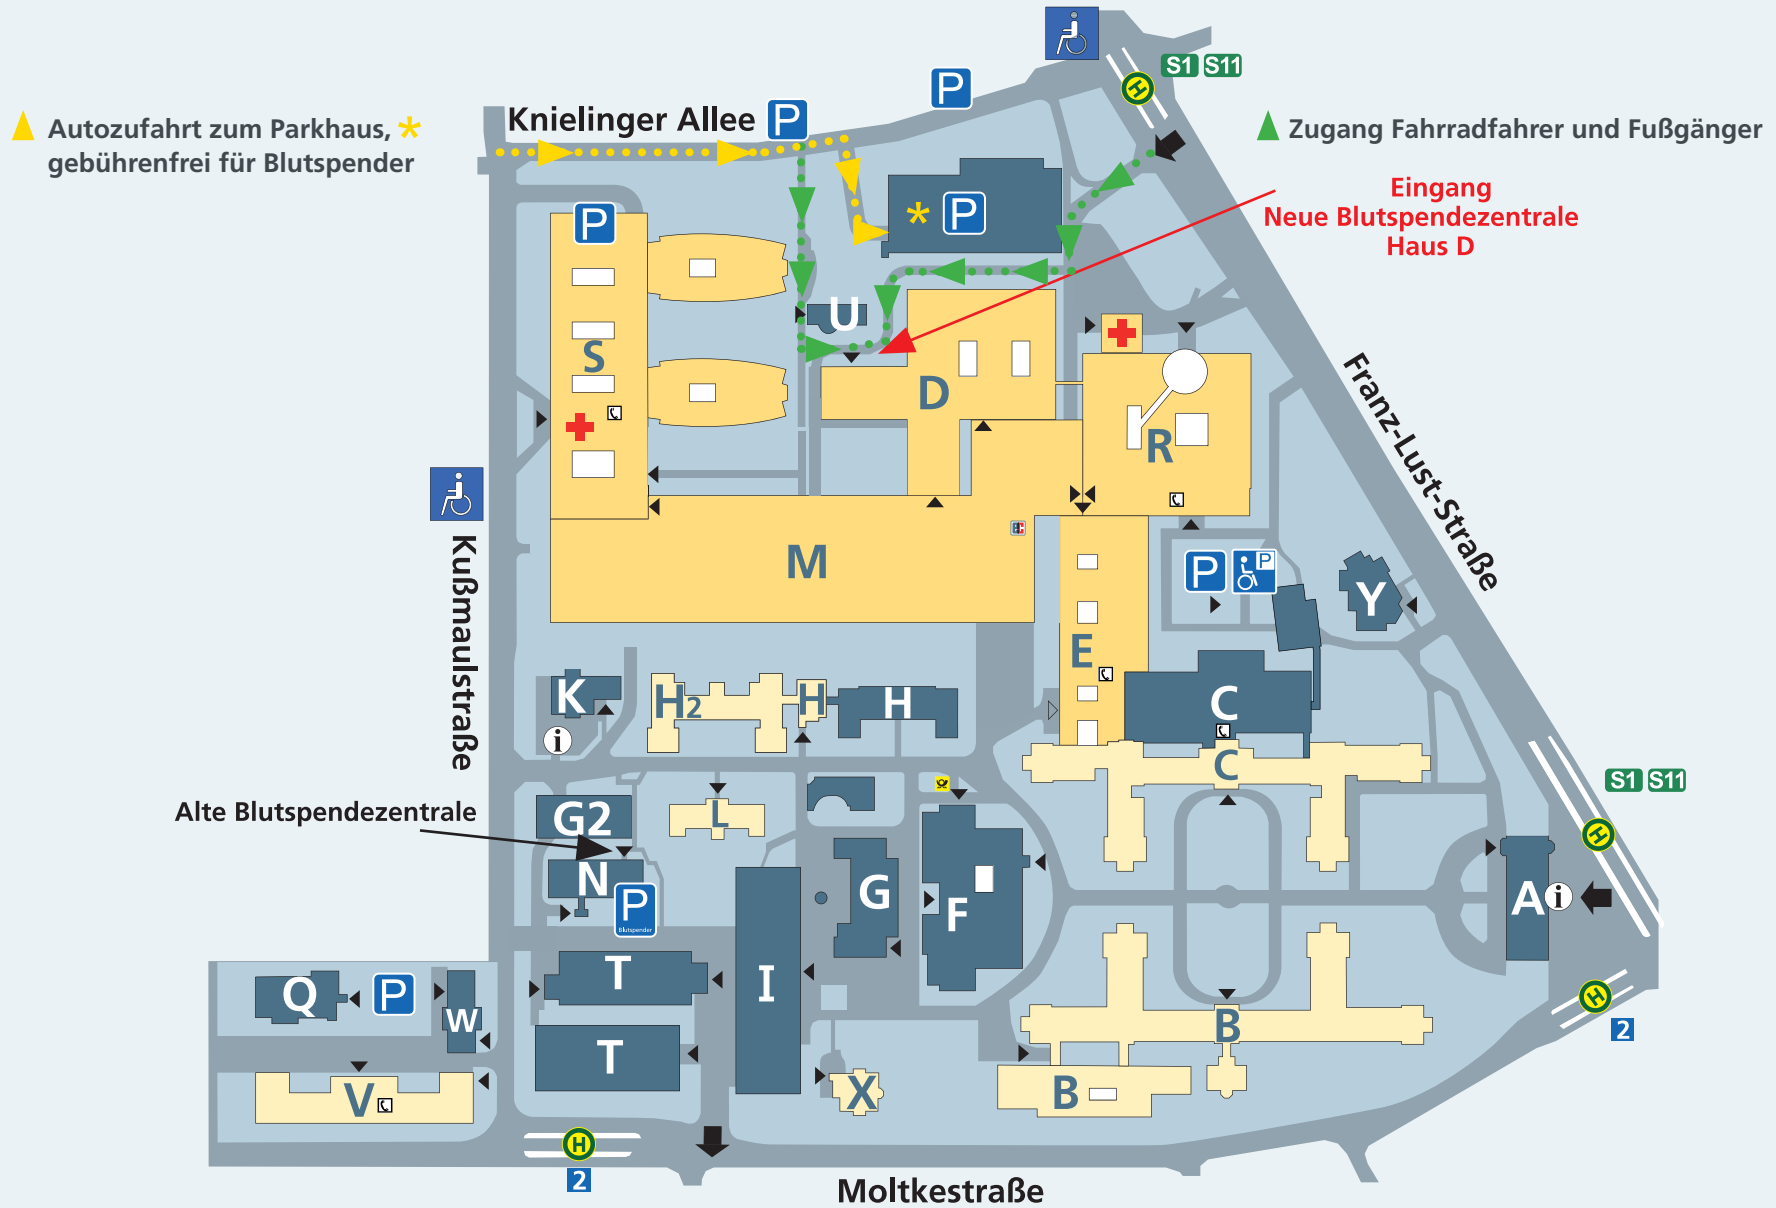 S1 S11
P
Knielinger Allee P
Autozufahrt zum Parkhaus, *
gebührenfrei für Blutspender
H
Zugang Fahrradfahrer und Fußgänger
Eingang
Neue Blutspendezentrale
Haus D
* P
P
U
S
D
R
Franz-Lust-Straße
Kußmaulstraße
M
P
P
Y
E
K
H2
H
H
C
C
i
S1 S11
Alte Blutspendezentrale
G2
L
H
N
P
Blutspender
G
F
A i
T
I
Q
P
W
H
2
B
T
V
X
B
H
2
Moltkestraße